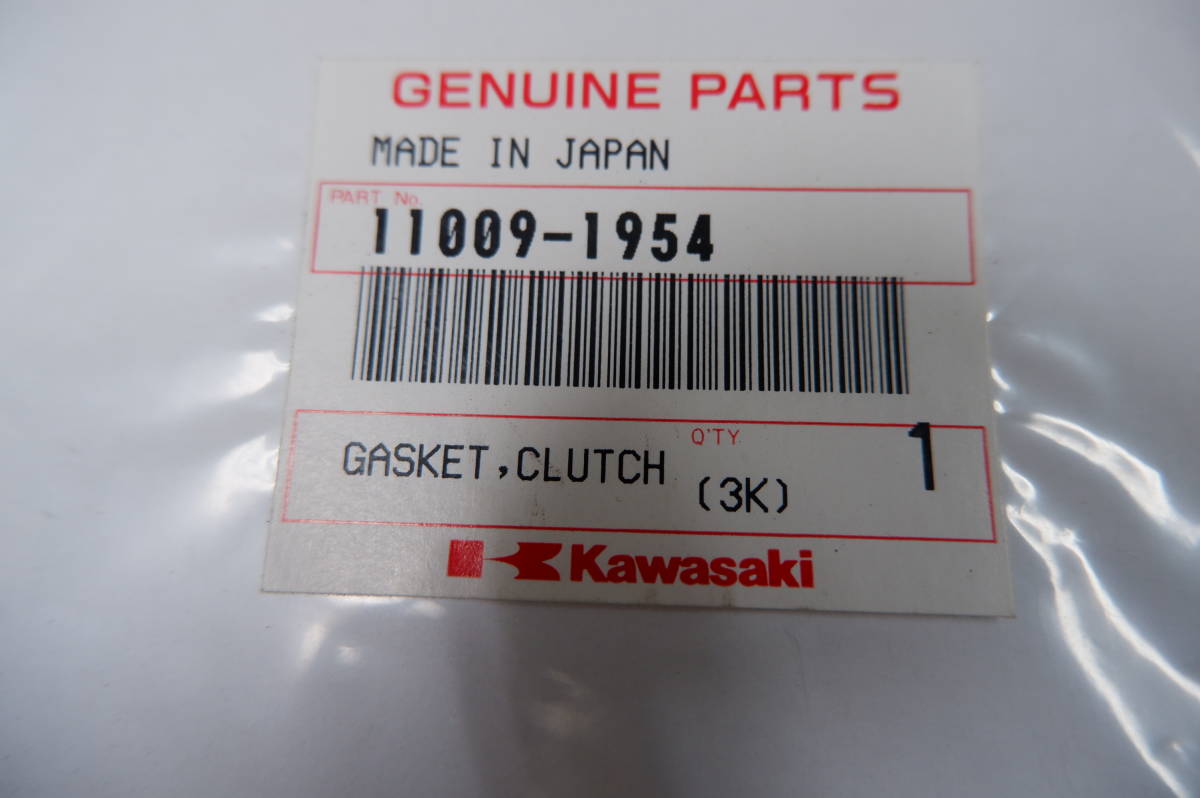 GENUINE PARTS
MADE IN JAPAN
PART No.
11009-1954
GASKET,CLUTCH
Q'TY
(3K)
1
Kawasaki